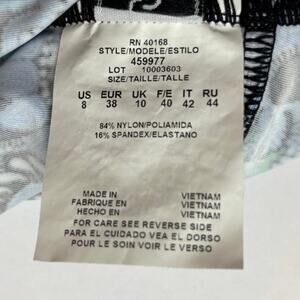 RN 40168
STYLE/MODELE/ESTILO
459977
LOT 10003603
SIZE/TAILLE/TALLE
US EUR UK F/E IT RU
8 38 10 40 42 44
84% NYLON/POLIAMIDA
16% SPANDEX/ELASTANO
MADE IN VIETNAM
FABRIQUE EN VIETNAM
HECHO EN VIETNAM
FOR CARE SEE REVERSE SIDE
PARA EL CUIDADO VEA EL DORSO
POUR LE SOIN VOIR LE VERSO